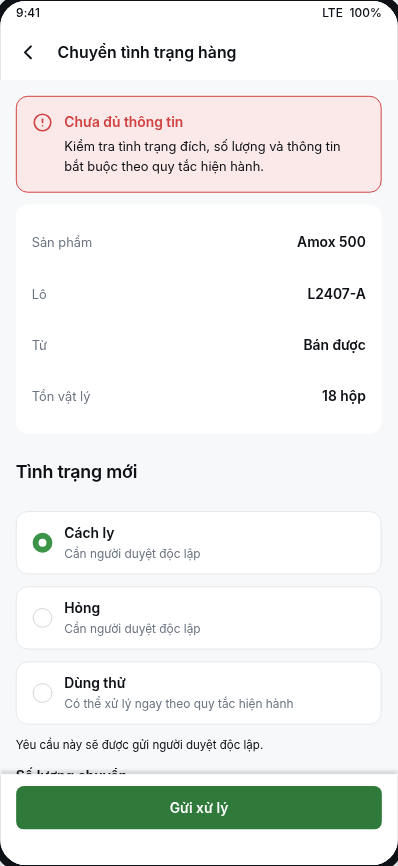 9:41
LTE 100%
Chuyển tình trạng hàng
Chưa đủ thông tin
Kiểm tra tình trạng đích, số lượng và thông tin
bắt buộc theo quy tắc hiện hành.
Sản phẩm
Amox 500
Lô
L2407-A
Từ
Bán được
Tồn vật lý
18 hộp
Tình trạng mới
Cách ly
Cần người duyệt độc lập
Hỏng
Cần người duyệt độc lập
Dùng thử
Có thể xử lý ngay theo quy tắc hiện hành
Yêu cầu này sẽ được gửi người duyệt độc lập.
Số lượng chuyển
Gửi xử lý